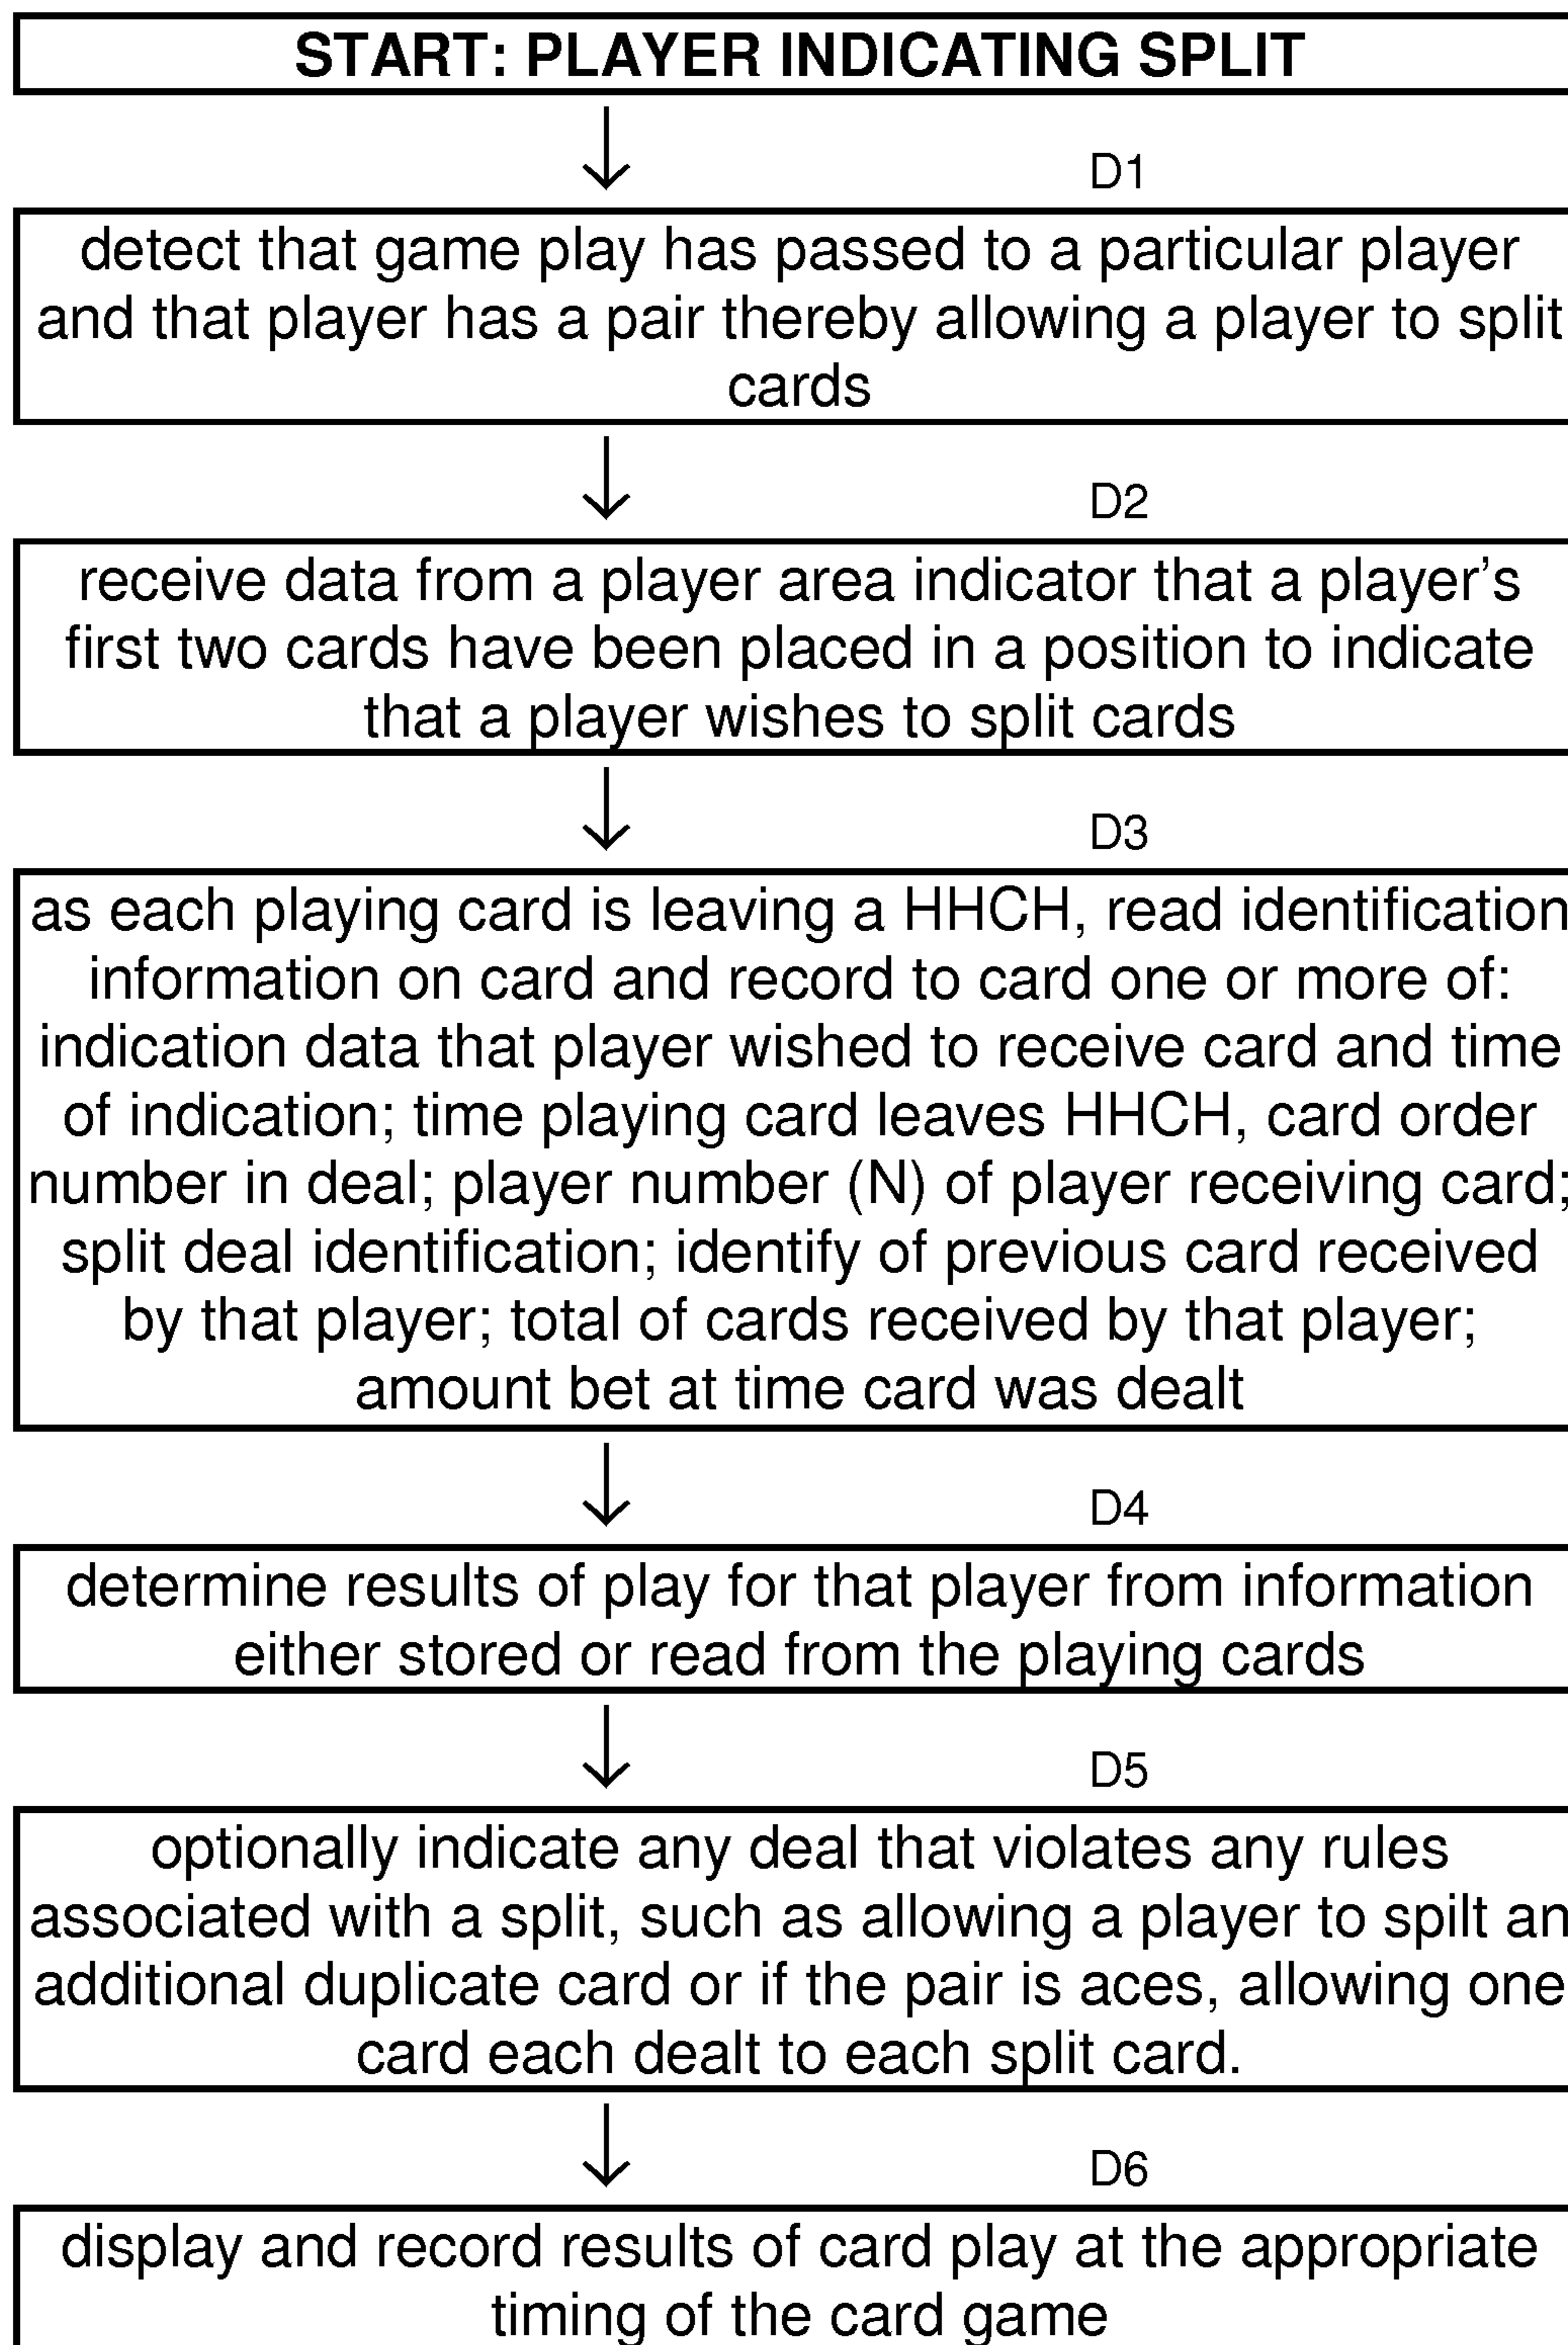 START: PLAYER INDICATING SPLIT
D1
detect that game play has passed to a particular player
and that player has a pair thereby allowing a player to split
cards
D2
receive data from a player area indicator that a player's
first two cards have been placed in a position to indicate
that a player wishes to split cards
D3
as each playing card is leaving a HHCH, read identification
information on card and record to card one or more of:
indication data that player wished to receive card and time
of indication; time playing card leaves HHCH, card order
number in deal; player number (N) of player receiving card;
split deal identification; identify of previous card received
by that player; total of cards received by that player;
amount bet at time card was dealt
D4
determine results of play for that player from information
either stored or read from the playing cards
D5
optionally indicate any deal that violates any rules
associated with a split, such as allowing a player to spilt an
additional duplicate card or if the pair is aces, allowing one
card each dealt to each split card.
D6
display and record results of card play at the appropriate
timing of the card game